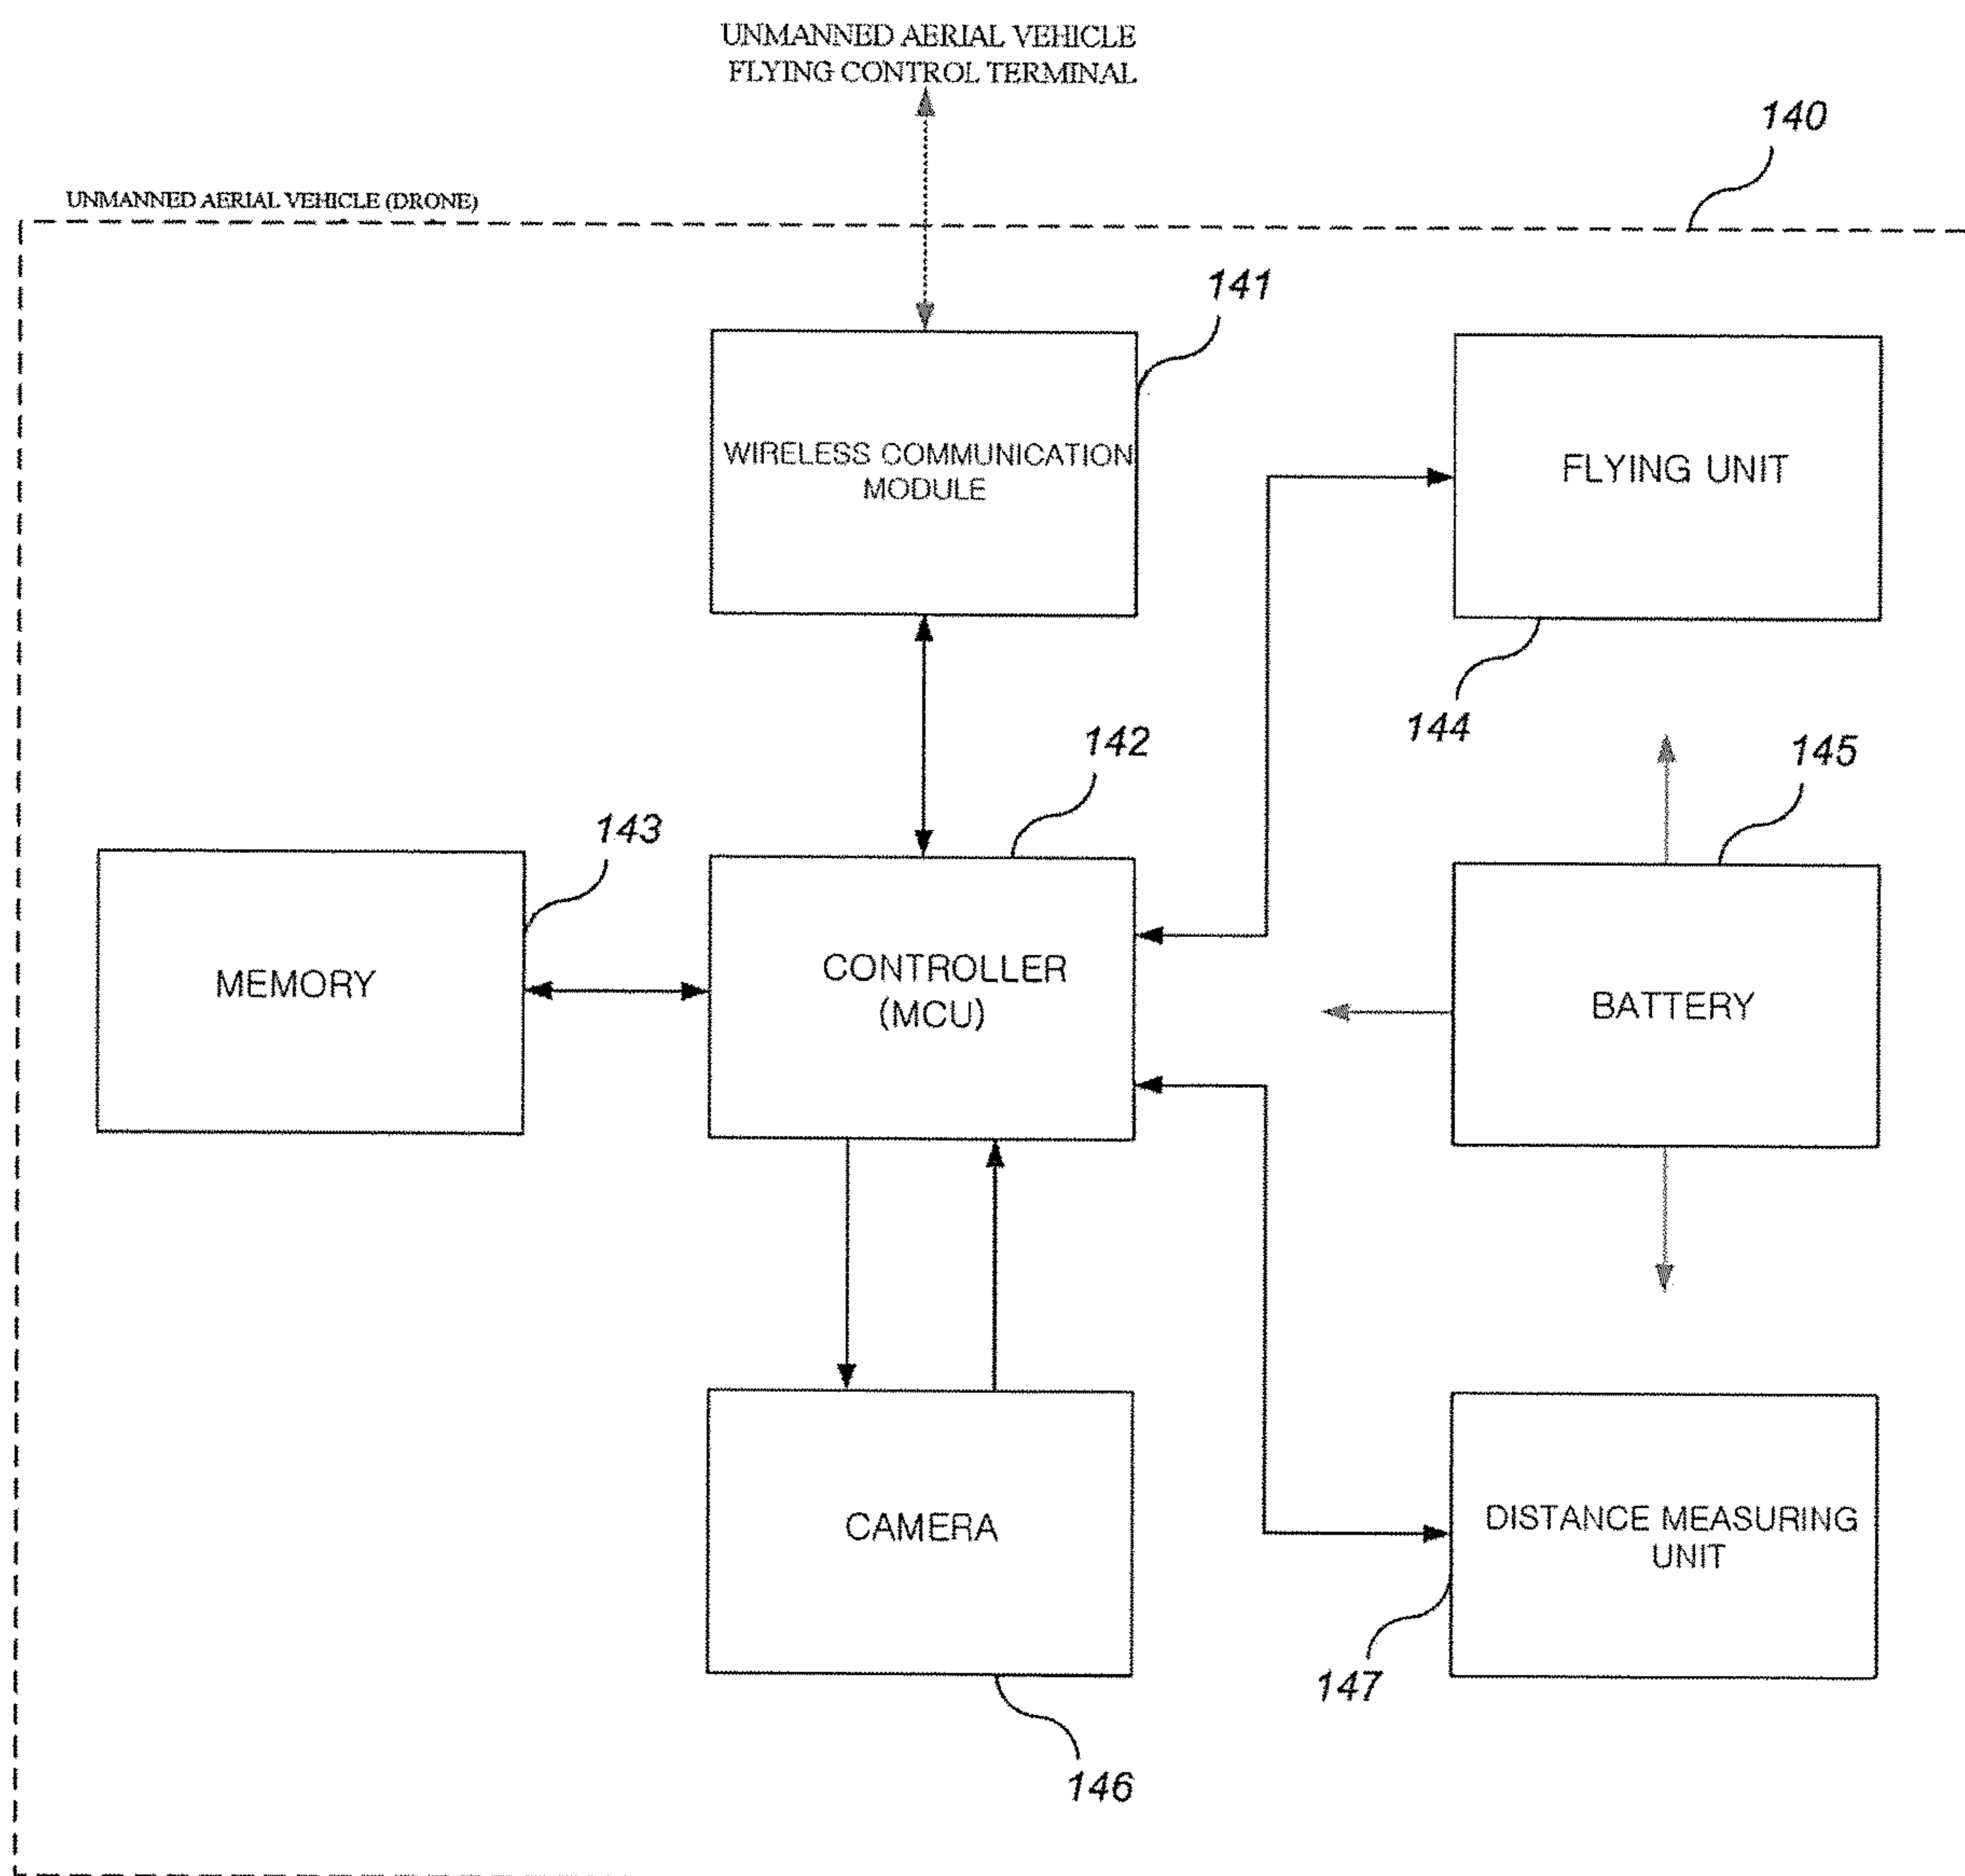 UNMANNED AERIAL VEHICLE
FLYING CONTROL TERMINAL
140
UNMANNED AERIAL VEHICLE (DRONE)
141
WIRELESS COMMUNICATION
MODULE
FLYING UNIT
144
142
145
143
MEMORY
CONTROLLER
(MCU)
BATTERY
CAMERA
DISTANCE MEASURING
UNIT
147
146